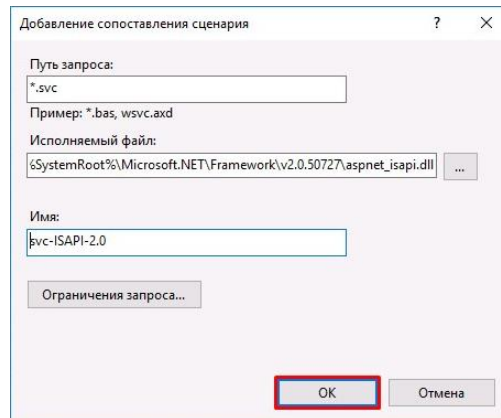 Добавление сопоставления сценария ? ×
Путь запроса:
*.svc
Пример: *.bas, wsvc.axd
Исполняемый файл:
%SystemRoot%\Microsoft.NET\Framework\v2.0.50727\aspnet_isapi.dll ...
Имя:
svc-ISAPI-2.0
Ограничения запроса...
OK Отмена